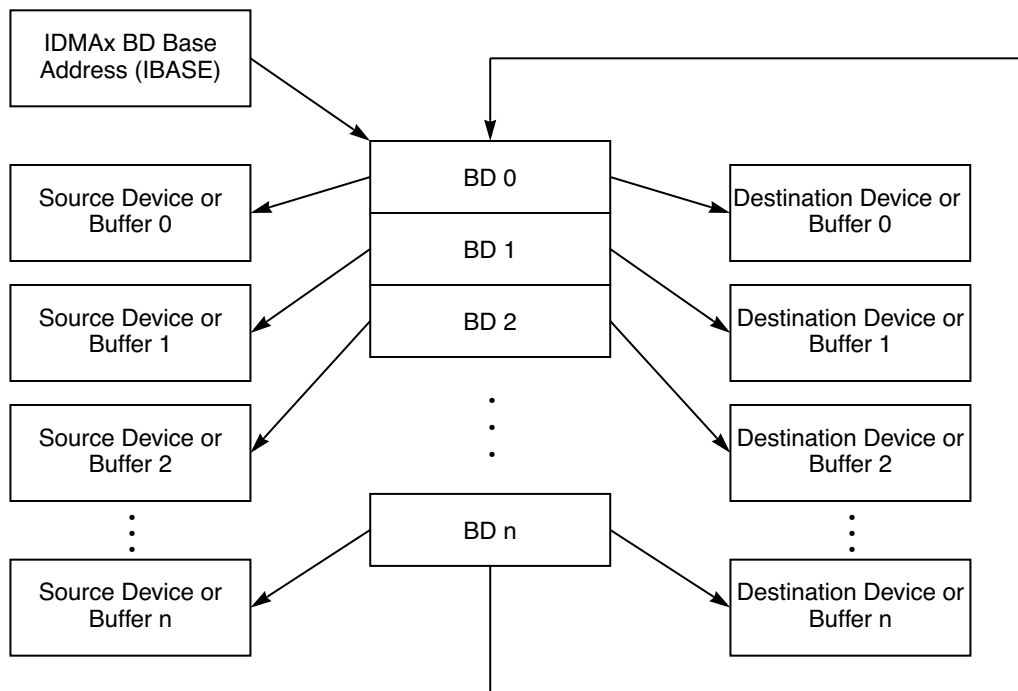 IDMAx BD Base
Address (IBASE)
BD 0
Source Device or
Buffer 0
Destination Device or
Buffer 0
BD 1
Source Device or
Buffer 1
Destination Device or
Buffer 1
BD 2
Source Device or
Buffer 2
Destination Device or
Buffer 2
BD n
Source Device or
Buffer n
Destination Device or
Buffer n